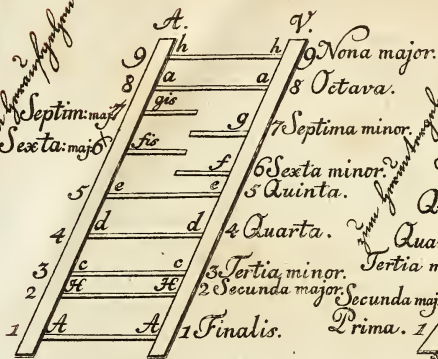 A. V.
9 h h 9 Nona major.
8 a a 8 Octava.
Septim: maj. 7 gis
g 7 Septima minor.
Sexta: maj. 6 fis
f 6 Sexta minor.
5 e e 5 Quinta.
4 d d 4 Quarta.
3 c c 3 Tertia minor.
2 H H 2 Secunda major.
1 A A 1 Finalis.
Qua
Tertia m
Secunda maj
Prima. 1